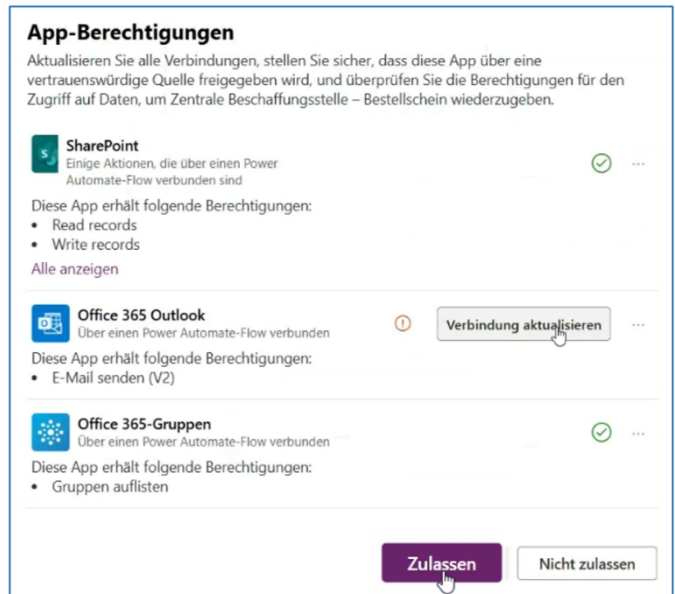 App-Berechtigungen
Aktualisieren Sie alle Verbindungen, stellen Sie sicher, dass diese App über eine
vertrauenswürdige Quelle freigegeben wird, und überprüfen Sie die Berechtigungen für den
Zugriff auf Daten, um Zentrale Beschaffungsstelle – Bestellschein wiederzugeben.
SharePoint
Einige Aktionen, die über einen Power
Automate-Flow verbunden sind
Diese App erhält folgende Berechtigungen:
• Read records
• Write records
Alle anzeigen
Office 365 Outlook
Über einen Power Automate-Flow verbunden
Verbindung aktualisieren
Diese App erhält folgende Berechtigungen:
• E-Mail senden (V2)
Office 365-Gruppen
Über einen Power Automate-Flow verbunden
Diese App erhält folgende Berechtigungen:
• Gruppen auflisten
Zulassen
Nicht zulassen